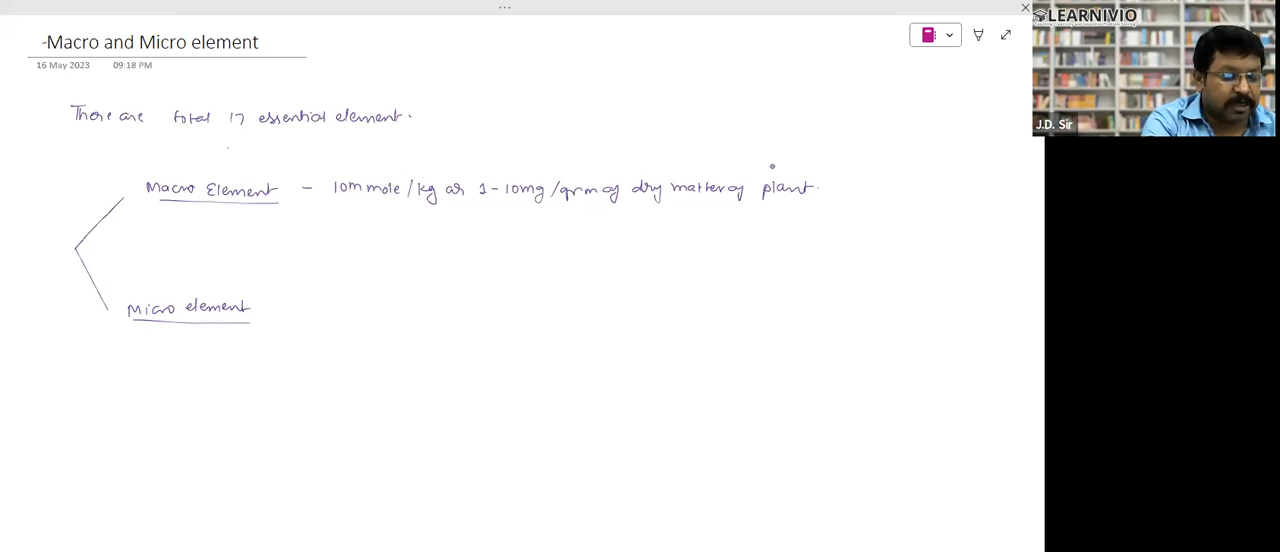 LEARNIVIO
-Macro and Micro element
16 May 2023 09:18 PM
There are total 17 essential element.
Macro Element - 10m mole/kg or 1-10mg/grm of dry matter of plant.
J.D. Sir
Micro element